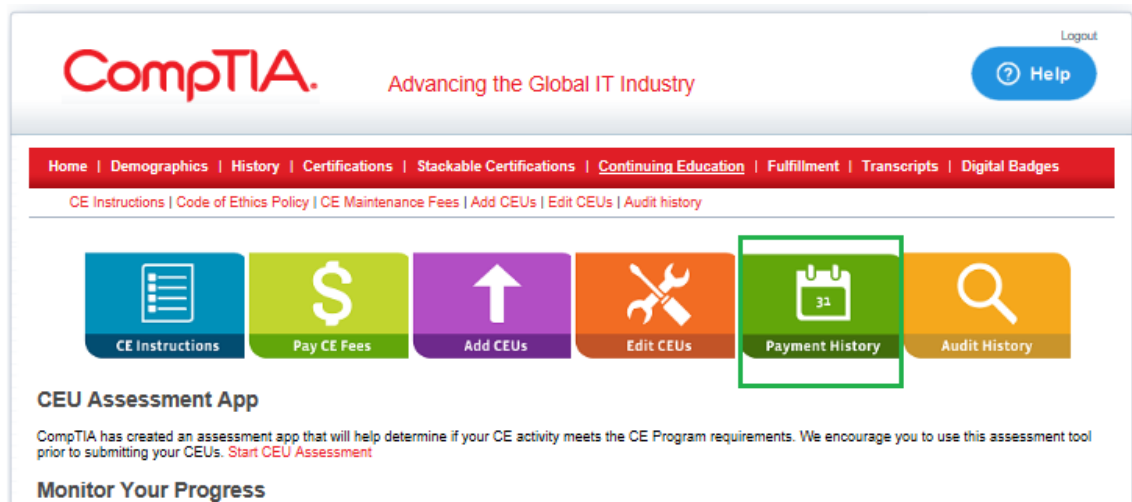 Logout
CompTIA.
Advancing the Global IT Industry
? Help
Home | Demographics | History | Certifications | Stackable Certifications | Continuing Education | Fulfillment | Transcripts | Digital Badges
CE Instructions | Code of Ethics Policy | CE Maintenance Fees | Add CEUs | Edit CEUs | Audit history
$
31
CE Instructions
Pay CE Fees
Add CEUs
Edit CEUs
Payment History
Audit History
CEU Assessment App
CompTIA has created an assessment app that will help determine if your CE activity meets the CE Program requirements. We encourage you to use this assessment tool
prior to submitting your CEUs. Start CEU Assessment
Monitor Your Progress